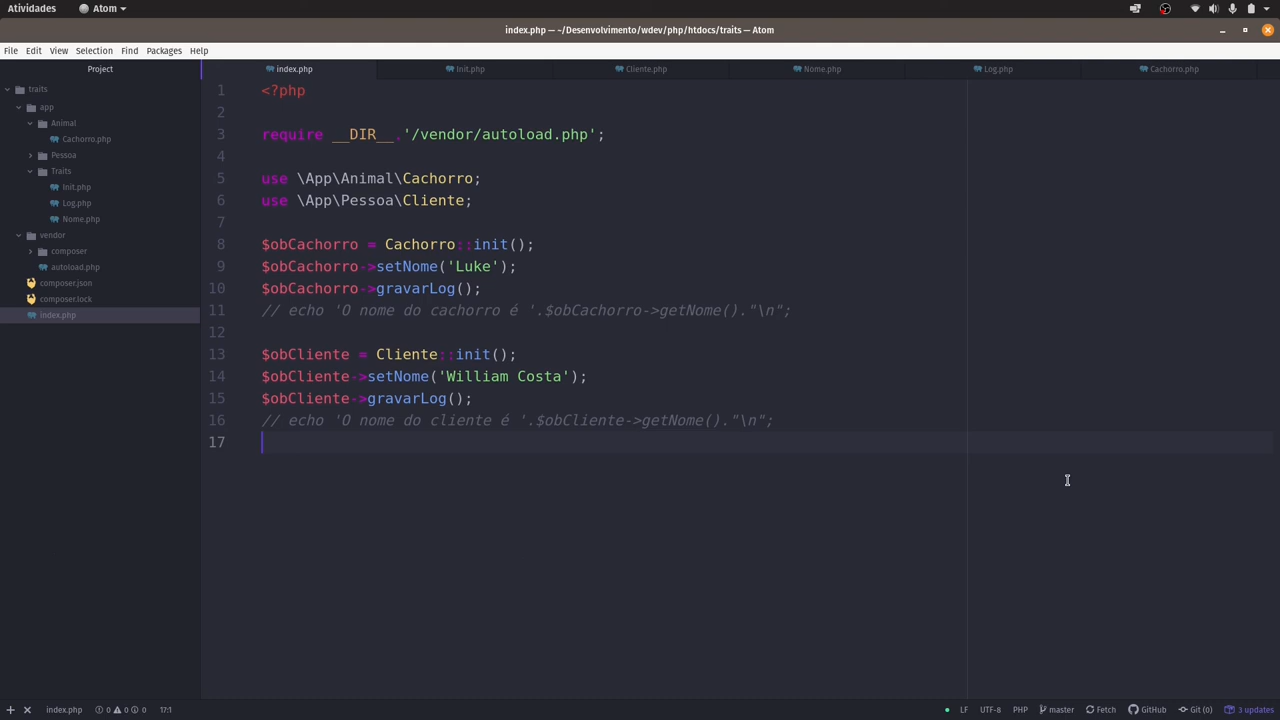 Atividades
Atom
index.php — ~/Desenvolvimento/wdev/php/htdocs/traits — Atom
File Edit View Selection Find Packages Help
Project
index.php Init.php Cliente.php Nome.php Log.php Cachorro.php
traits
app
Animal
Cachorro.php
Pessoa
Traits
Init.php
Log.php
Nome.php
vendor
composer
autoload.php
composer.json
composer.lock
index.php
1 <?php
2
3 require __DIR__.'/vendor/autoload.php';
4
5 use \App\Animal\Cachorro;
6 use \App\Pessoa\Cliente;
7
8 $obCachorro = Cachorro::init();
9 $obCachorro->setNome('Luke');
10 $obCachorro->gravarLog();
11 // echo 'O nome do cachorro é '.$obCachorro->getNome()."\n";
12
13 $obCliente = Cliente::init();
14 $obCliente->setNome('William Costa');
15 $obCliente->gravarLog();
16 // echo 'O nome do cliente é '.$obCliente->getNome()."\n";
17
index.php 0 0 0 17:1 LF UTF-8 PHP master Fetch GitHub Git (0) 3 updates